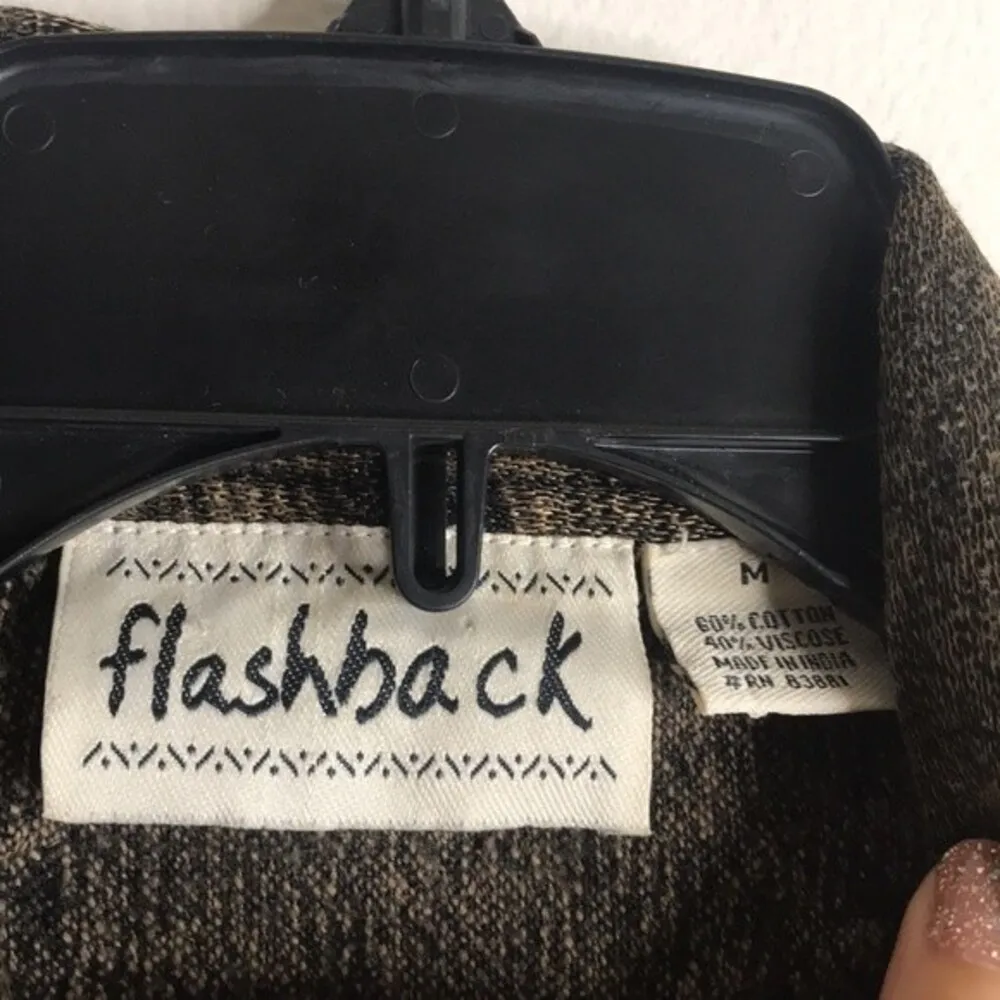 flashback
M
60% COTTON
40% VISCOSE
MADE IN INDIA
#RN 83881